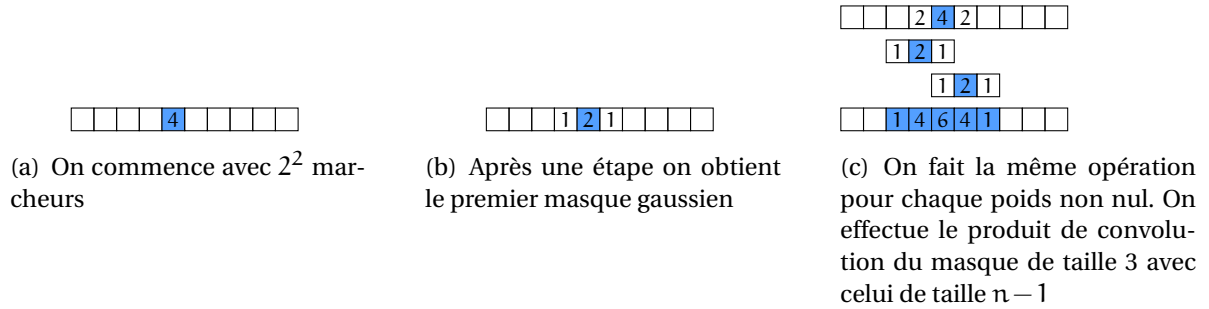 4
(a) On commence avec 2² mar-
cheurs
1 2 1
(b) Après une étape on obtient
le premier masque gaussien
2 4 2
1 2 1
1 2 1
1 4 6 4 1
(c) On fait la même opération
pour chaque poids non nul. On
effectue le produit de convolu-
tion du masque de taille 3 avec
celui de taille n − 1